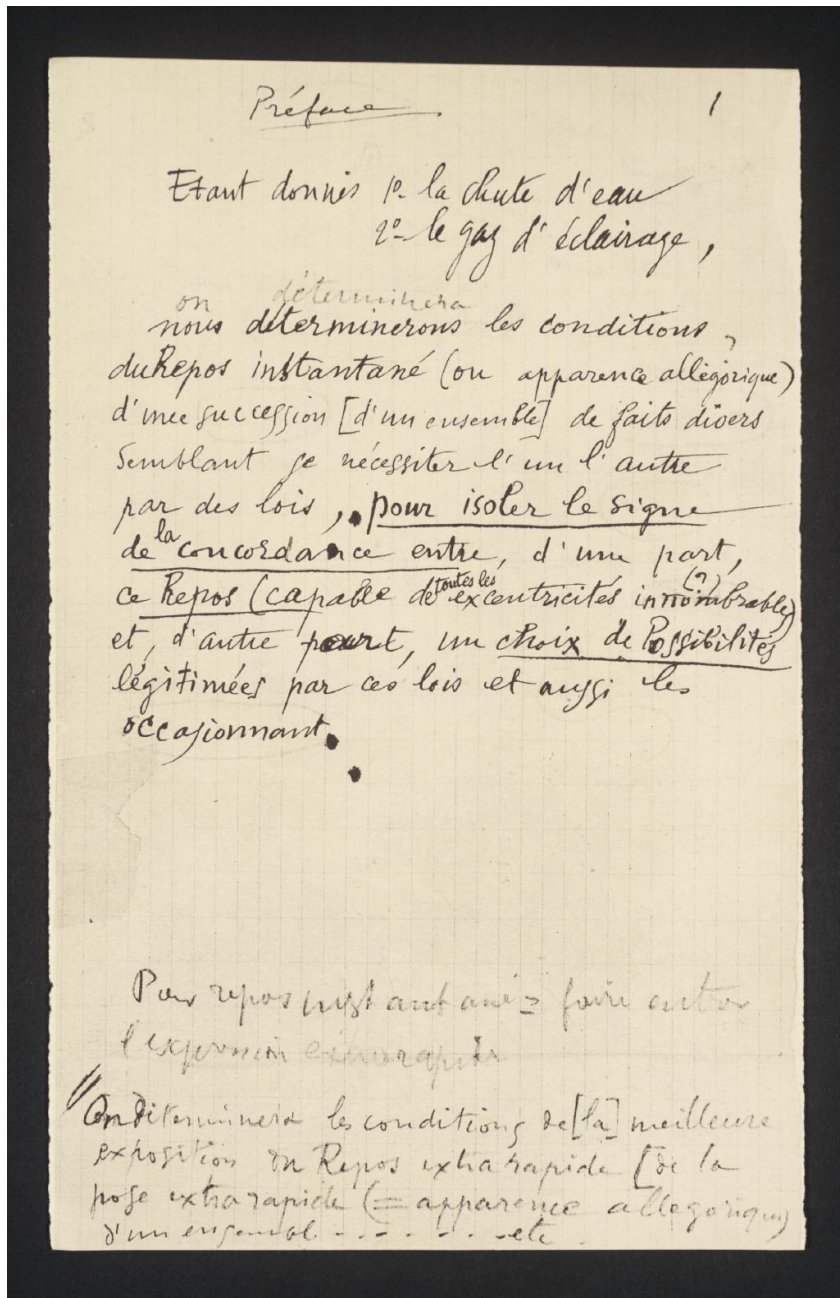 Préface 1
Etant donnés 1º- la chute d'eau
2º- le gaz d'éclairage,
on déterminera
nous déterminerons les conditions
du Repos instantané (ou apparence allégorique)
d'une succession [d'un ensemble] de faits divers
semblant se nécessiter l'un l'autre
par des lois, pour isoler le signe
la
de concordance entre, d'une part,
toutes les (?)
ce Repos (capable de excentricités innombrables)
et, d'autre part, un choix de Possibilités
légitimées par ces lois et aussi les
occasionnant.
Pour repos instantané = faire entrer
l'expression extrarapide
On déterminera les conditions de [la] meilleure
exposition du Repos extra rapide [de la
pose extra rapide (= apparence allegorique)
d'un ensembl - - - - - - - etc